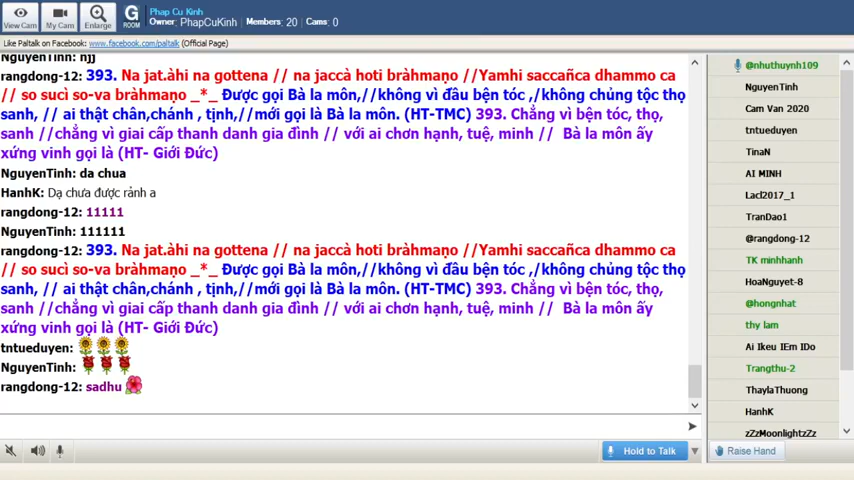 Phap Cu Kinh
Owner: PhapCuKinh Members: 20 Cams: 0
View Cam My Cam Enlarge G ROOM
Like Paltalk on Facebook: www.facebook.com/paltalk (Official Page)
NguyenTinh: njj
rangdong-12: 393. Na jat.àhi na gottena // na jaccà hoti bràhmaṇo //Yamhi saccañca dhammo ca
// so sucì so-va bràhmaṇo _*_ Được gọi Bà la môn,//không vì đầu bện tóc ,/không chủng tộc thọ
sanh, // ai thật chân,chánh , tịnh,//mới gọi là Bà la môn. (HT-TMC) 393. Chẳng vì bện tóc, thọ,
sanh //chẳng vì giai cấp thanh danh gia đình // với ai chơn hạnh, tuệ, minh // Bà la môn ấy
xứng vinh gọi là (HT- Giới Đức)
NguyenTinh: da chua
HanhK: Dạ chưa được rảnh a
rangdong-12: 11111
NguyenTinh: 111111
rangdong-12: 393. Na jat.àhi na gottena // na jaccà hoti bràhmaṇo //Yamhi saccañca dhammo ca
// so sucì so-va bràhmaṇo _*_ Được gọi Bà la môn,//không vì đầu bện tóc ,/không chủng tộc thọ
sanh, // ai thật chân,chánh , tịnh,//mới gọi là Bà la môn. (HT-TMC) 393. Chẳng vì bện tóc, thọ,
sanh //chẳng vì giai cấp thanh danh gia đình // với ai chơn hạnh, tuệ, minh // Bà la môn ấy
xứng vinh gọi là (HT- Giới Đức)
tntueduyen:
NguyenTinh:
rangdong-12: sadhu
Hold to Talk
@nhuthuynh109
NguyenTinh
Cam Van 2020
tntueduyen
TinaN
AI MINH
Lacl2017_1
TranDao1
@rangdong-12
TK minhhanh
HoaNguyet-8
@hongnhat
thy lam
Ai Ikeu IEm IDo
Trangthu-2
ThaylaThuong
HanhK
zZzMoonlightzZz
Raise Hand